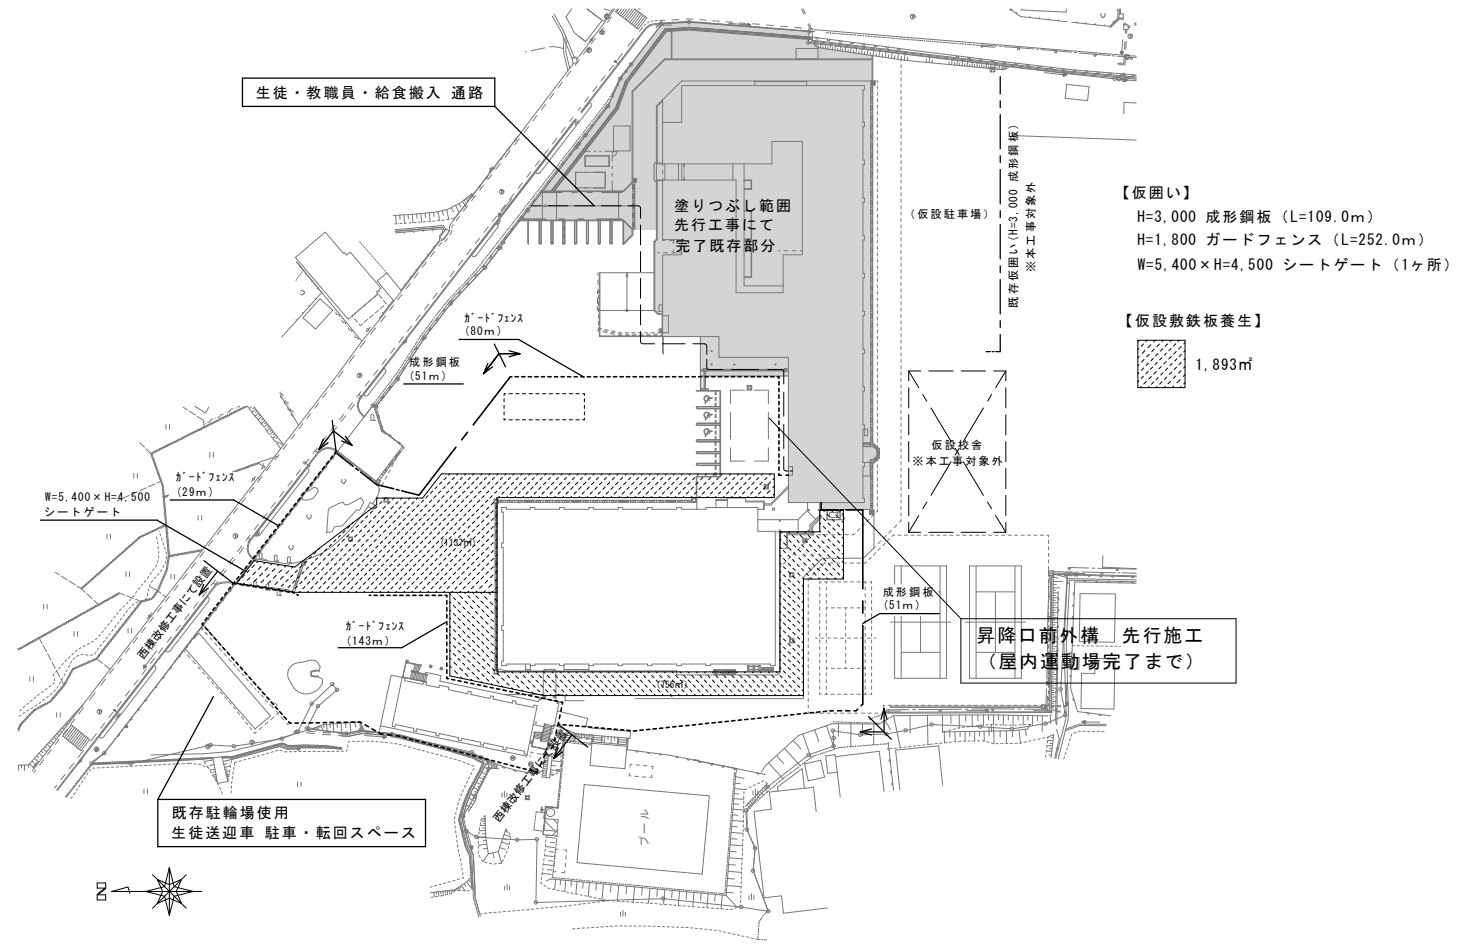 生徒・教職員・給食搬入 通路
塗りつぶし範囲
先行工事にて
完了既存部分
(仮設駐車場)
既存仮囲い(H=3,000 成形鋼板)
※本工事対象外
【仮囲い】
H=3,000 成形鋼板 (L=109.0m)
H=1,800 ガードフェンス (L=252.0m)
W=5,400×H=4,500 シートゲート (1ヶ所)
【仮設敷鉄板養生】
1,893㎡
ガードフェンス
(80m)
成形鋼板
(51m)
仮設校舎
※本工事対象外
ガードフェンス
(29m)
W=5,400×H=4,500
シートゲート
(1137㎡)
西棟改修工事にて設置
ガードフェンス
(143m)
成形鋼板
(51m)
昇降口前外構 先行施工
(屋内運動場完了まで)
(756㎡)
プール
既存駐輪場使用
生徒送迎車 駐車・転回スペース
N